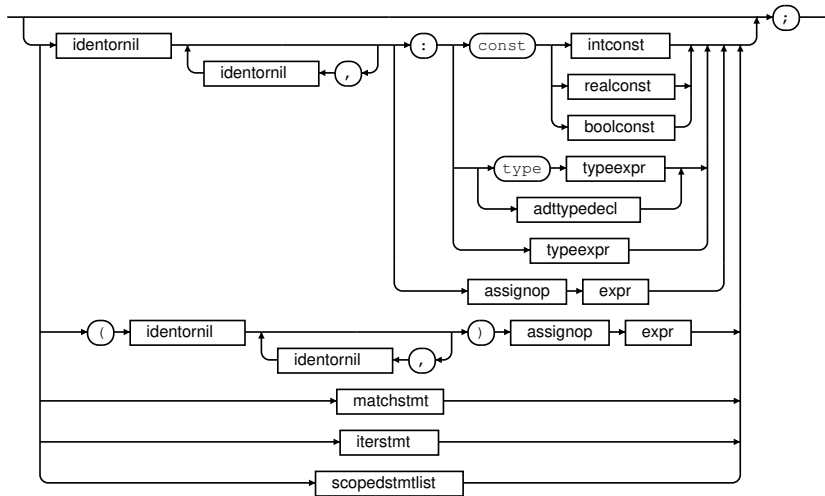 ;
identornil : const intconst
identornil ,
realconst
boolconst
type typeexpr
adttypedecl
typeexpr
assignop expr
( identornil ) assignop expr
identornil ,
matchstmt
iterstmt
scopedstmtlist